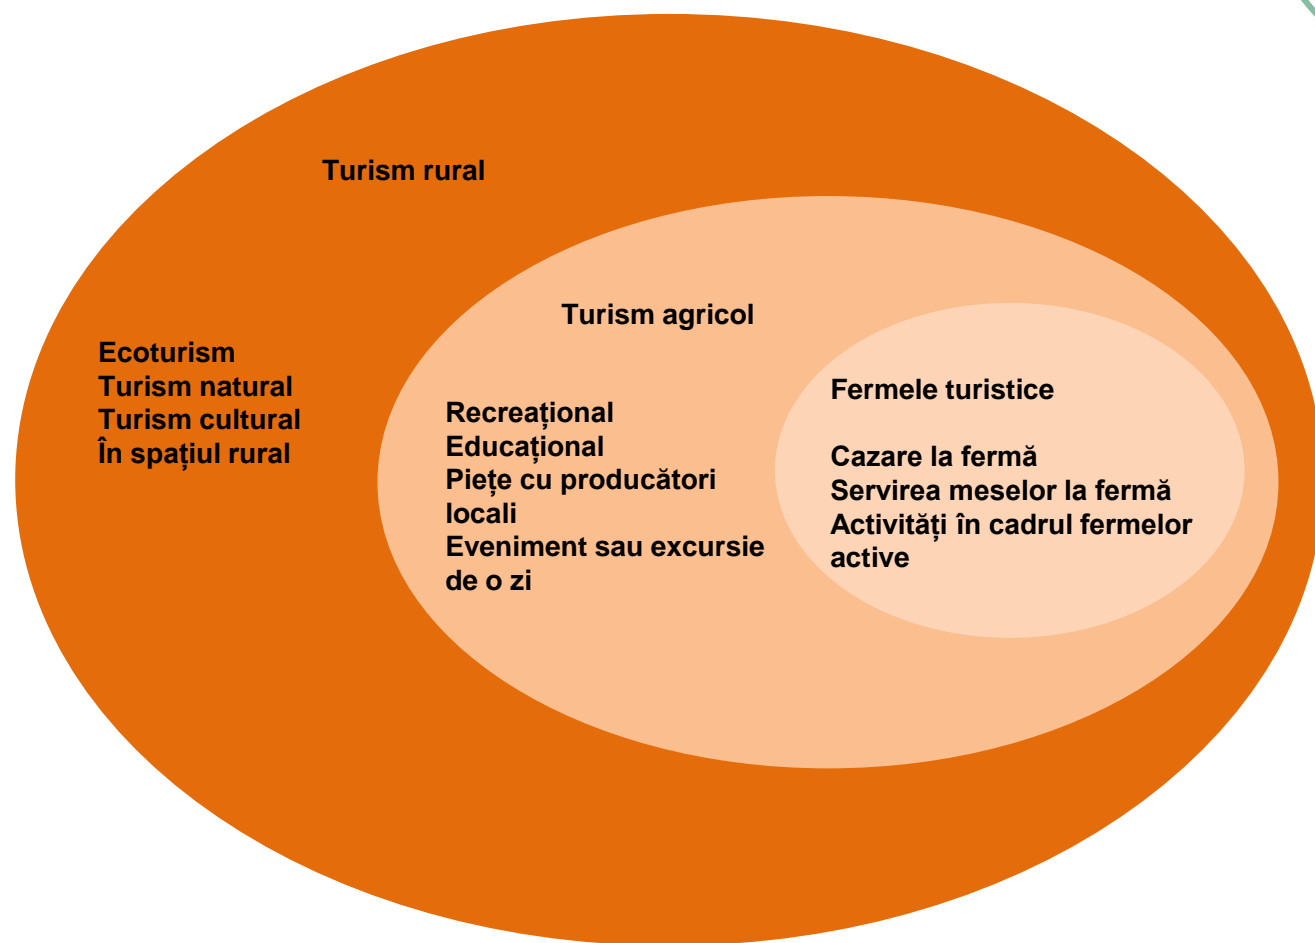 Turism rural
Turism agricol
Ecoturism
Turism natural
Turism cultural
În spațiul rural
Recreațional
Educațional
Piețe cu producători
locali
Eveniment sau excursie
de o zi
Fermele turistice
Cazare la fermă
Servirea meselor la fermă
Activități în cadrul fermelor
active